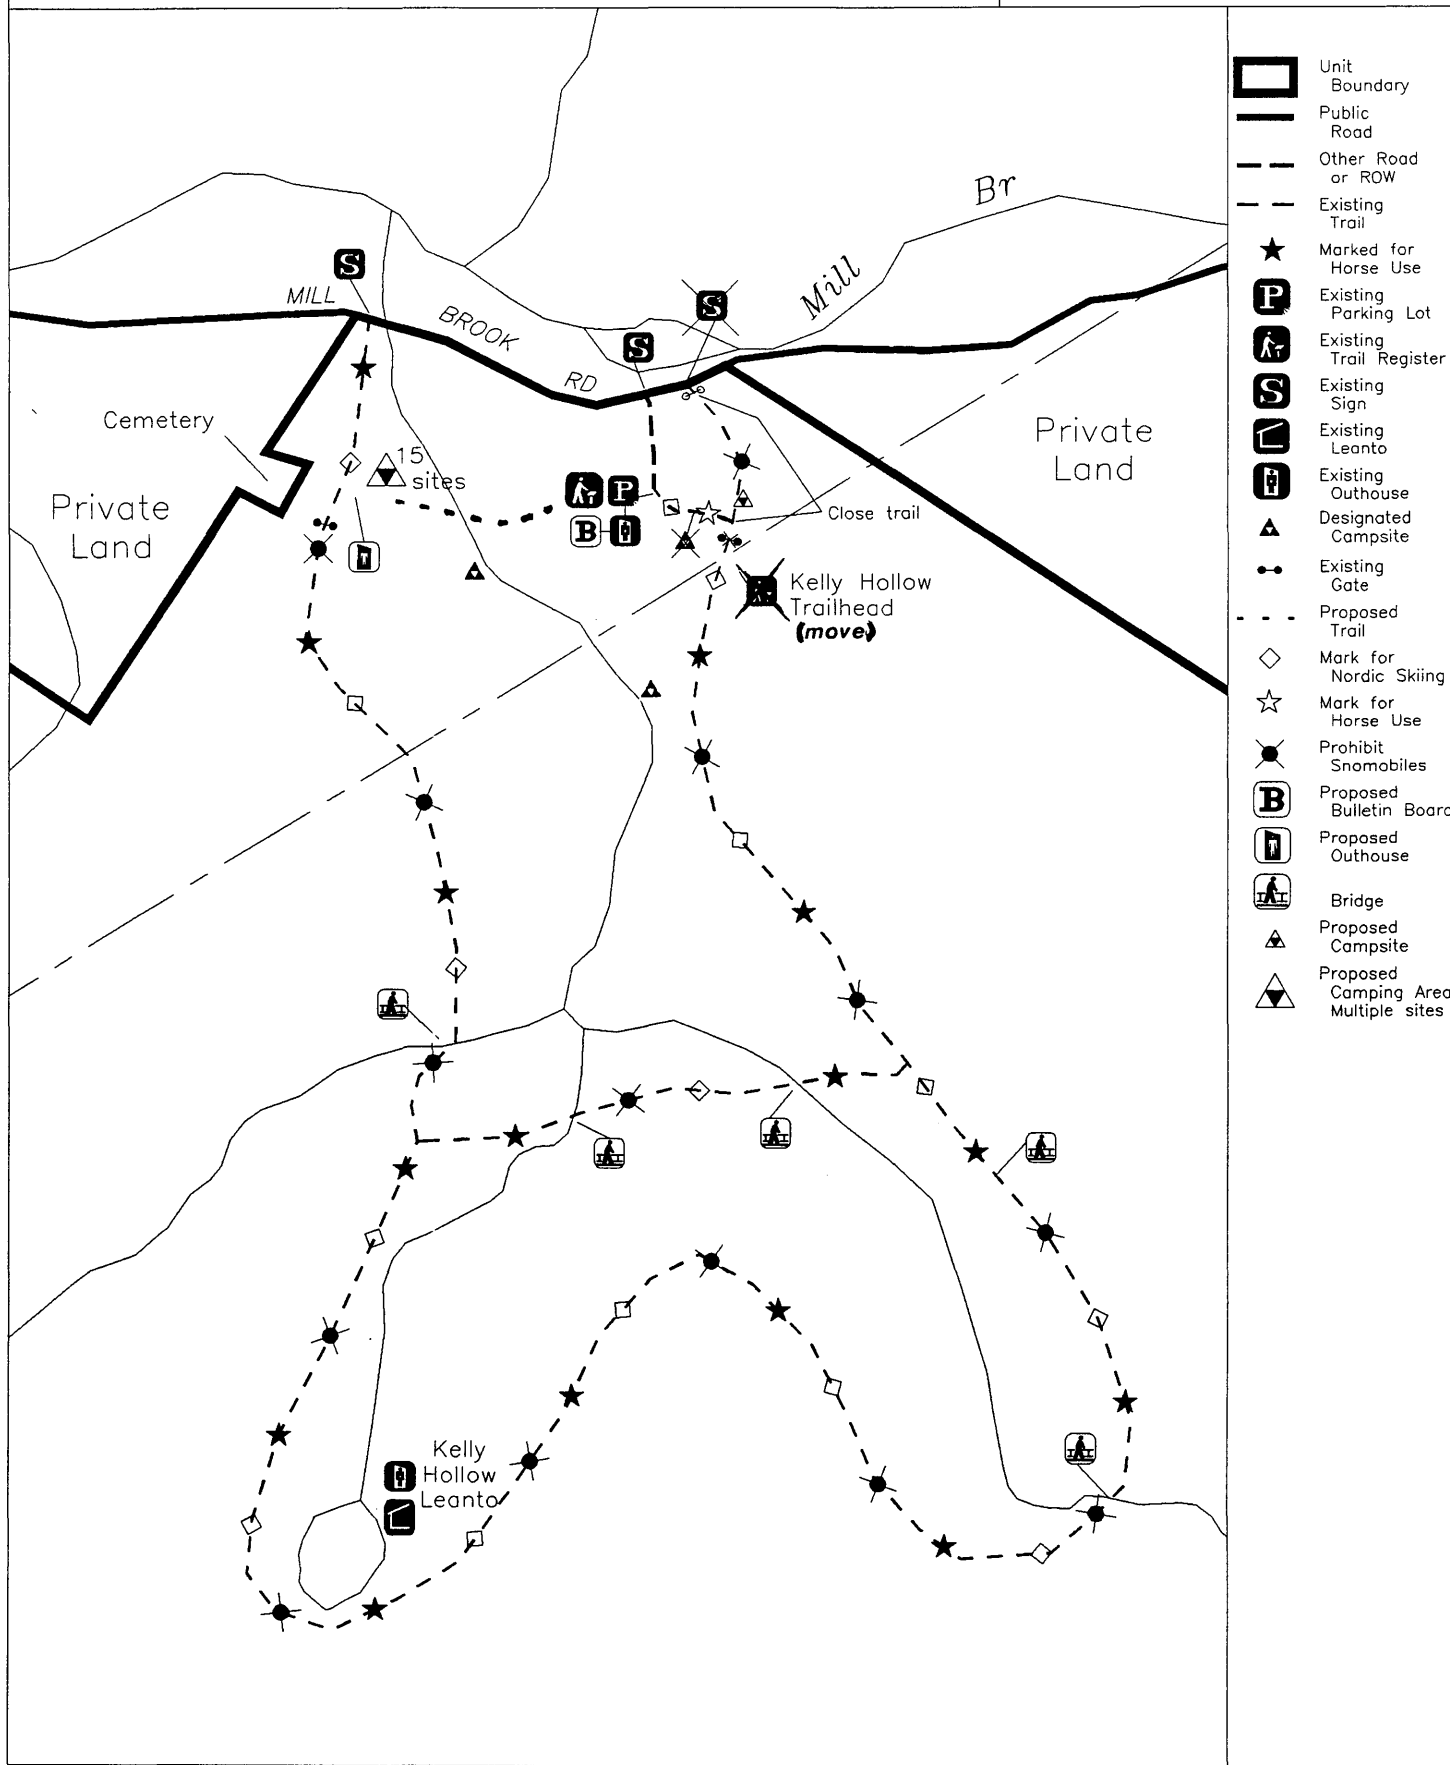 Br
Mill
S
S
S
MILL
BROOK
RD
Cemetery
15
sites
Private
Land
Private
Land
P
B
Close trail
Kelly Hollow
Trailhead
(move)
Kelly
Hollow
Leanto
Unit
Boundary
Public
Road
Other Road
or ROW
Existing
Trail
Marked for
Horse Use
P
Existing
Parking Lot
Existing
Trail Register
S
Existing
Sign
Existing
Leanto
Existing
Outhouse
Designated
Campsite
Existing
Gate
Proposed
Trail
Mark for
Nordic Skiing
Mark for
Horse Use
Prohibit
Snomobiles
B
Proposed
Bulletin Board
Proposed
Outhouse
Bridge
Proposed
Campsite
Proposed
Camping Area
Multiple sites